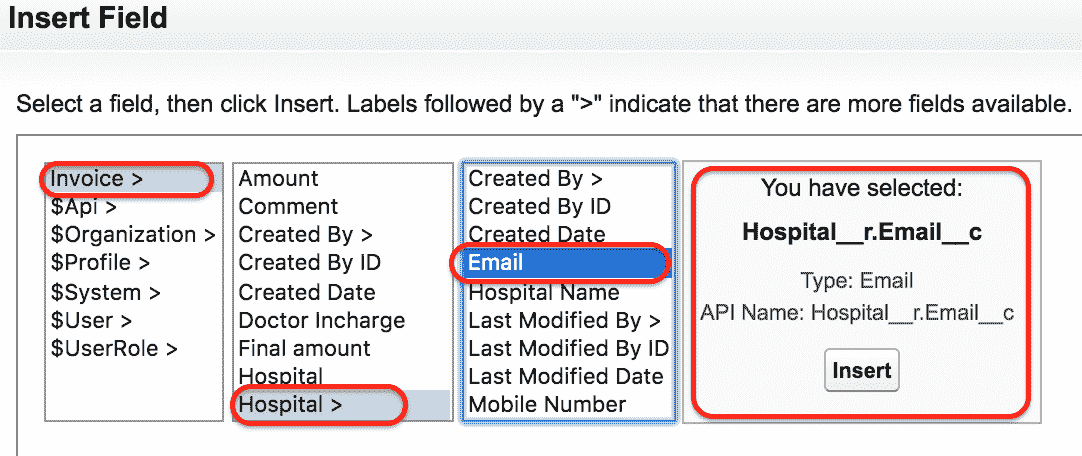 Insert Field
Select a field, then click Insert. Labels followed by a ">" indicate that there are more fields available.
Invoice >
$Api >
$Organization >
$Profile >
$System >
$User >
$UserRole >
Amount
Comment
Created By >
Created By ID
Created Date
Doctor Incharge
Final amount
Hospital
Hospital >
Created By >
Created By ID
Created Date
Email
Hospital Name
Last Modified By >
Last Modified By ID
Last Modified Date
Mobile Number
You have selected:
Hospital__r.Email__c
Type: Email
API Name: Hospital__r.Email__c
Insert